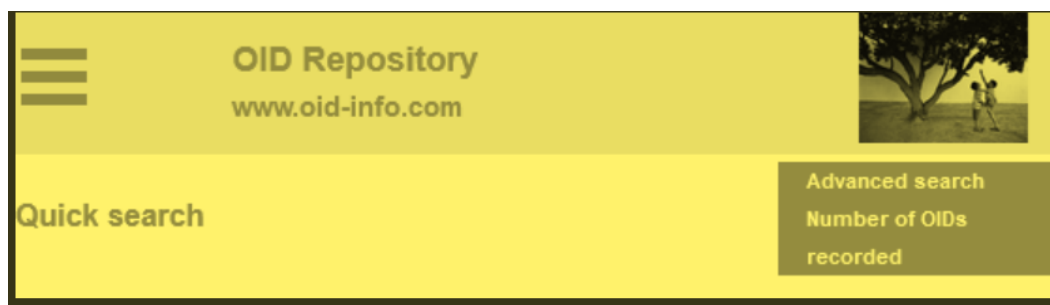 OID Repository
www.oid-info.com
Quick search
Advanced search
Number of OIDs
recorded